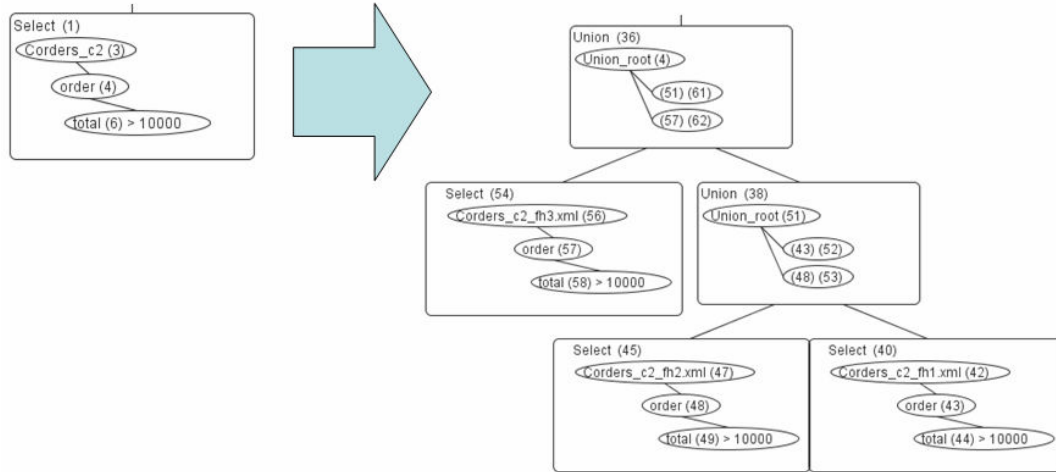 Select (1)
Corders_c2 (3)
order (4)
total (6) > 10000
Union (36)
Union_root (4)
(51) (61)
(57) (62)
Select (54)
Corders_c2_fh3.xml (56)
order (57)
total (58) > 10000
Union (38)
Union_root (51)
(43) (52)
(48) (53)
Select (45)
Corders_c2_fh2.xml (47)
order (48)
total (49) > 10000
Select (40)
Corders_c2_fh1.xml (42)
order (43)
total (44) > 10000